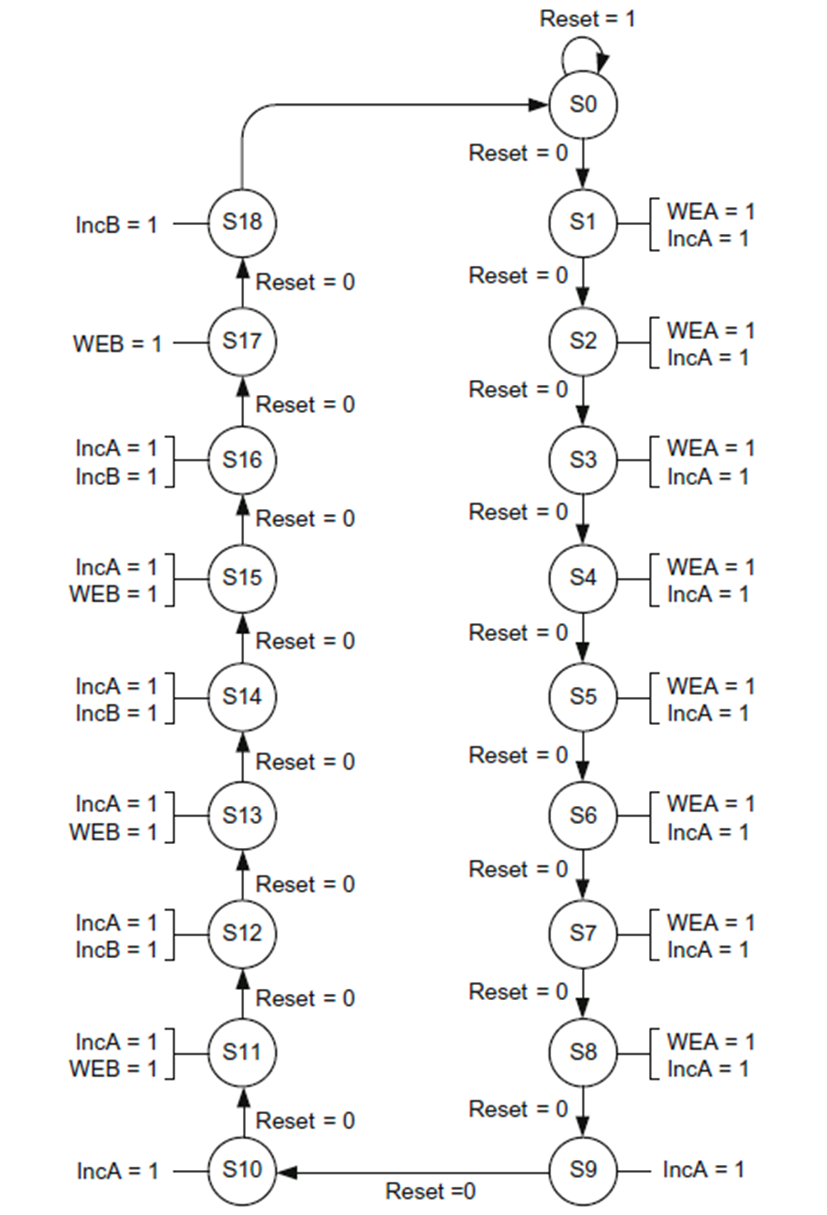 Reset = 1
S0
Reset = 0
IncB = 1
S18
S1
WEA = 1
IncA = 1
Reset = 0
Reset = 0
WEB = 1
S17
S2
WEA = 1
IncA = 1
Reset = 0
Reset = 0
IncA = 1
IncB = 1
S16
S3
WEA = 1
IncA = 1
Reset = 0
Reset = 0
IncA = 1
WEB = 1
S15
S4
WEA = 1
IncA = 1
Reset = 0
Reset = 0
IncA = 1
IncB = 1
S14
S5
WEA = 1
IncA = 1
Reset = 0
Reset = 0
IncA = 1
WEB = 1
S13
S6
WEA = 1
IncA = 1
Reset = 0
Reset = 0
IncA = 1
IncB = 1
S12
S7
WEA = 1
IncA = 1
Reset = 0
Reset = 0
IncA = 1
WEB = 1
S11
S8
WEA = 1
IncA = 1
Reset = 0
Reset = 0
IncA = 1
S10
S9
IncA = 1
Reset =0